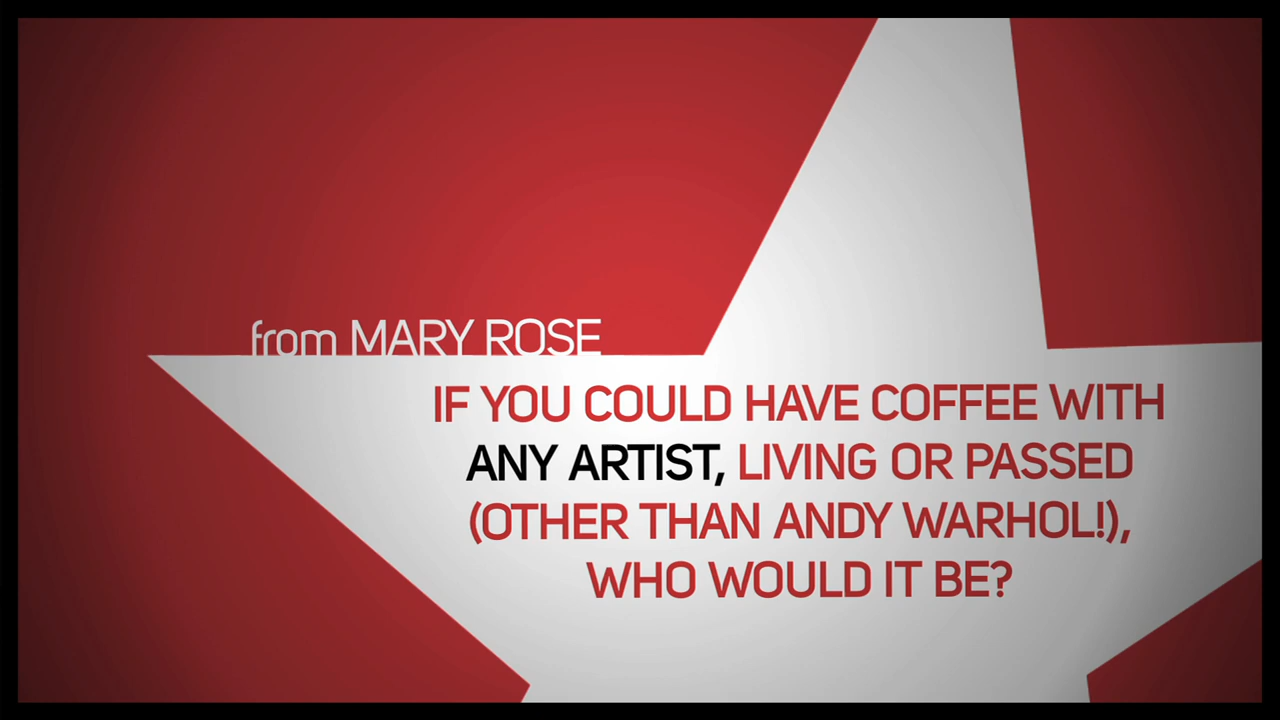 from MARY ROSE
IF YOU COULD HAVE COFFEE WITH
ANY ARTIST, LIVING OR PASSED
(OTHER THAN ANDY WARHOL!),
WHO WOULD IT BE?